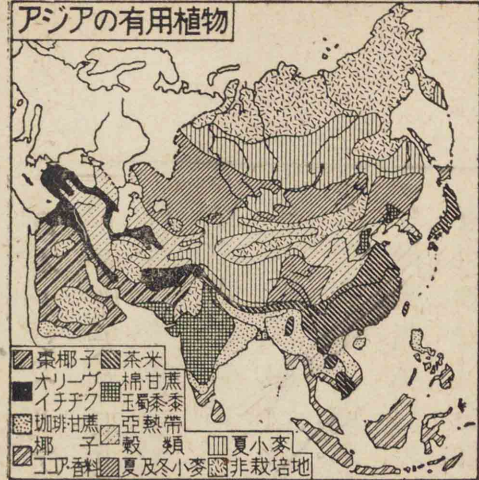 アジアの有用植物
棗椰子
茶・米
オリーヴ
イチヂク
棉・甘蔗
玉蜀黍・黍
珈琲・甘蔗
亞熱帶
椰子
穀類
夏小麥
ココア・香料
夏及冬小麥
非栽培地